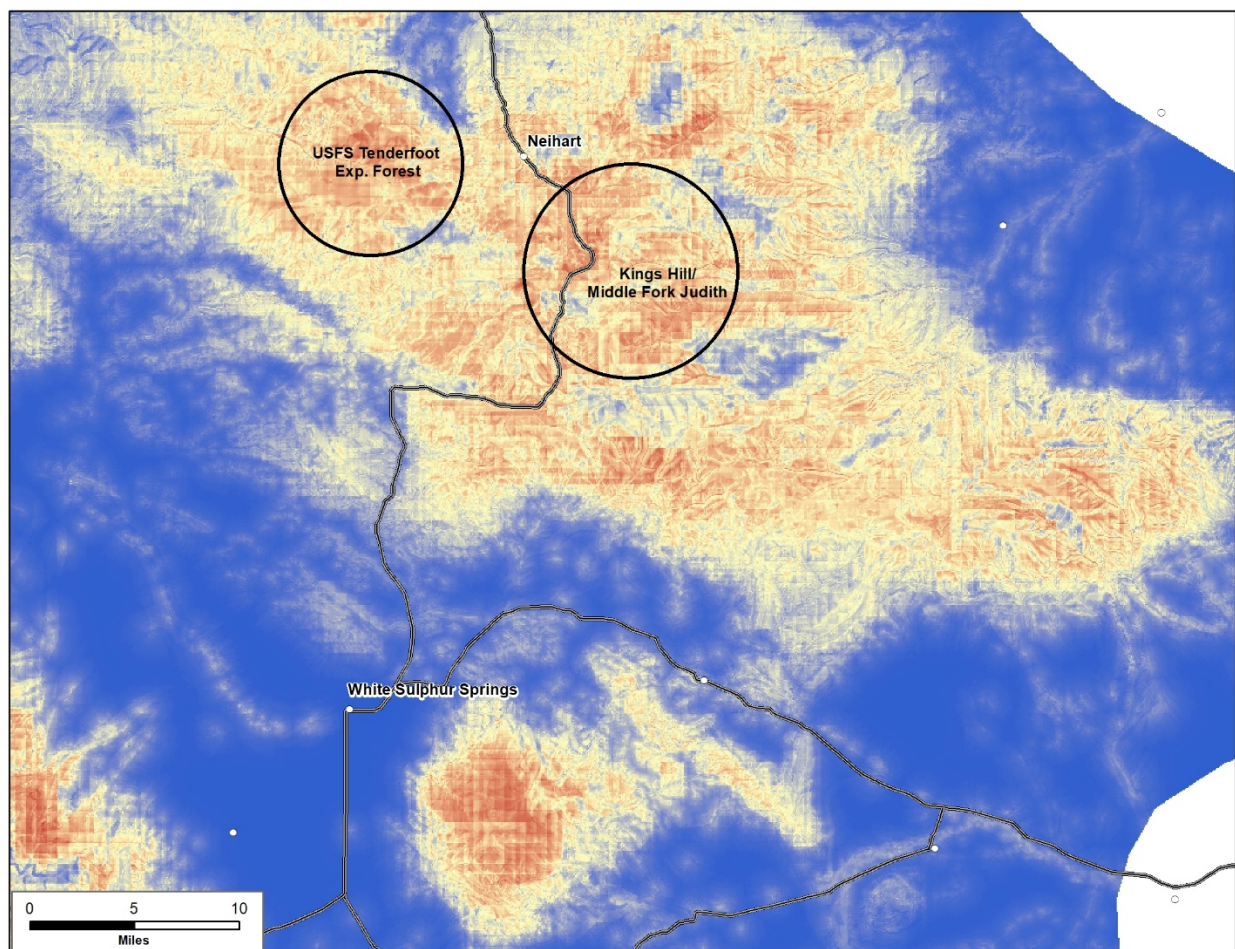 Neihart
USFS Tenderfoot
Exp. Forest
Kings Hill/
Middle Fork Judith
White Sulphur Springs
0 5 10
Miles